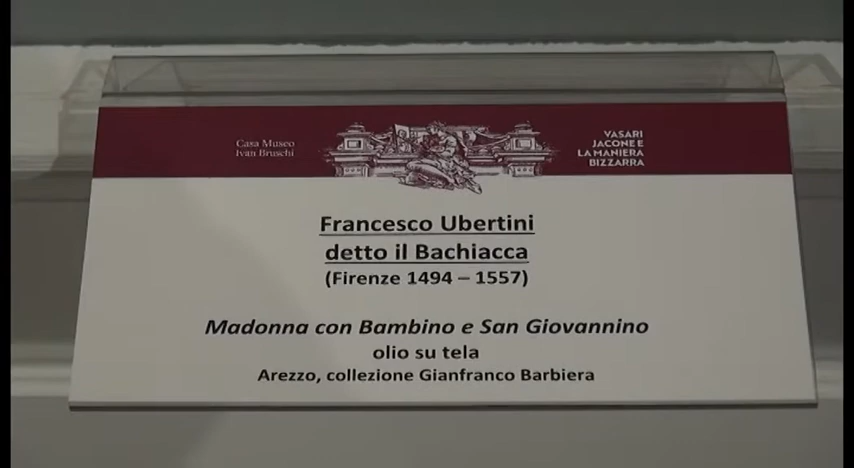 Casa Museo
Ivan Bruschi
VASARI
JACONE E
LA MANIERA
BIZZARRA
Francesco Ubertini
detto il Bachiacca
(Firenze 1494 – 1557)
Madonna con Bambino e San Giovannino
olio su tela
Arezzo, collezione Gianfranco Barbiera